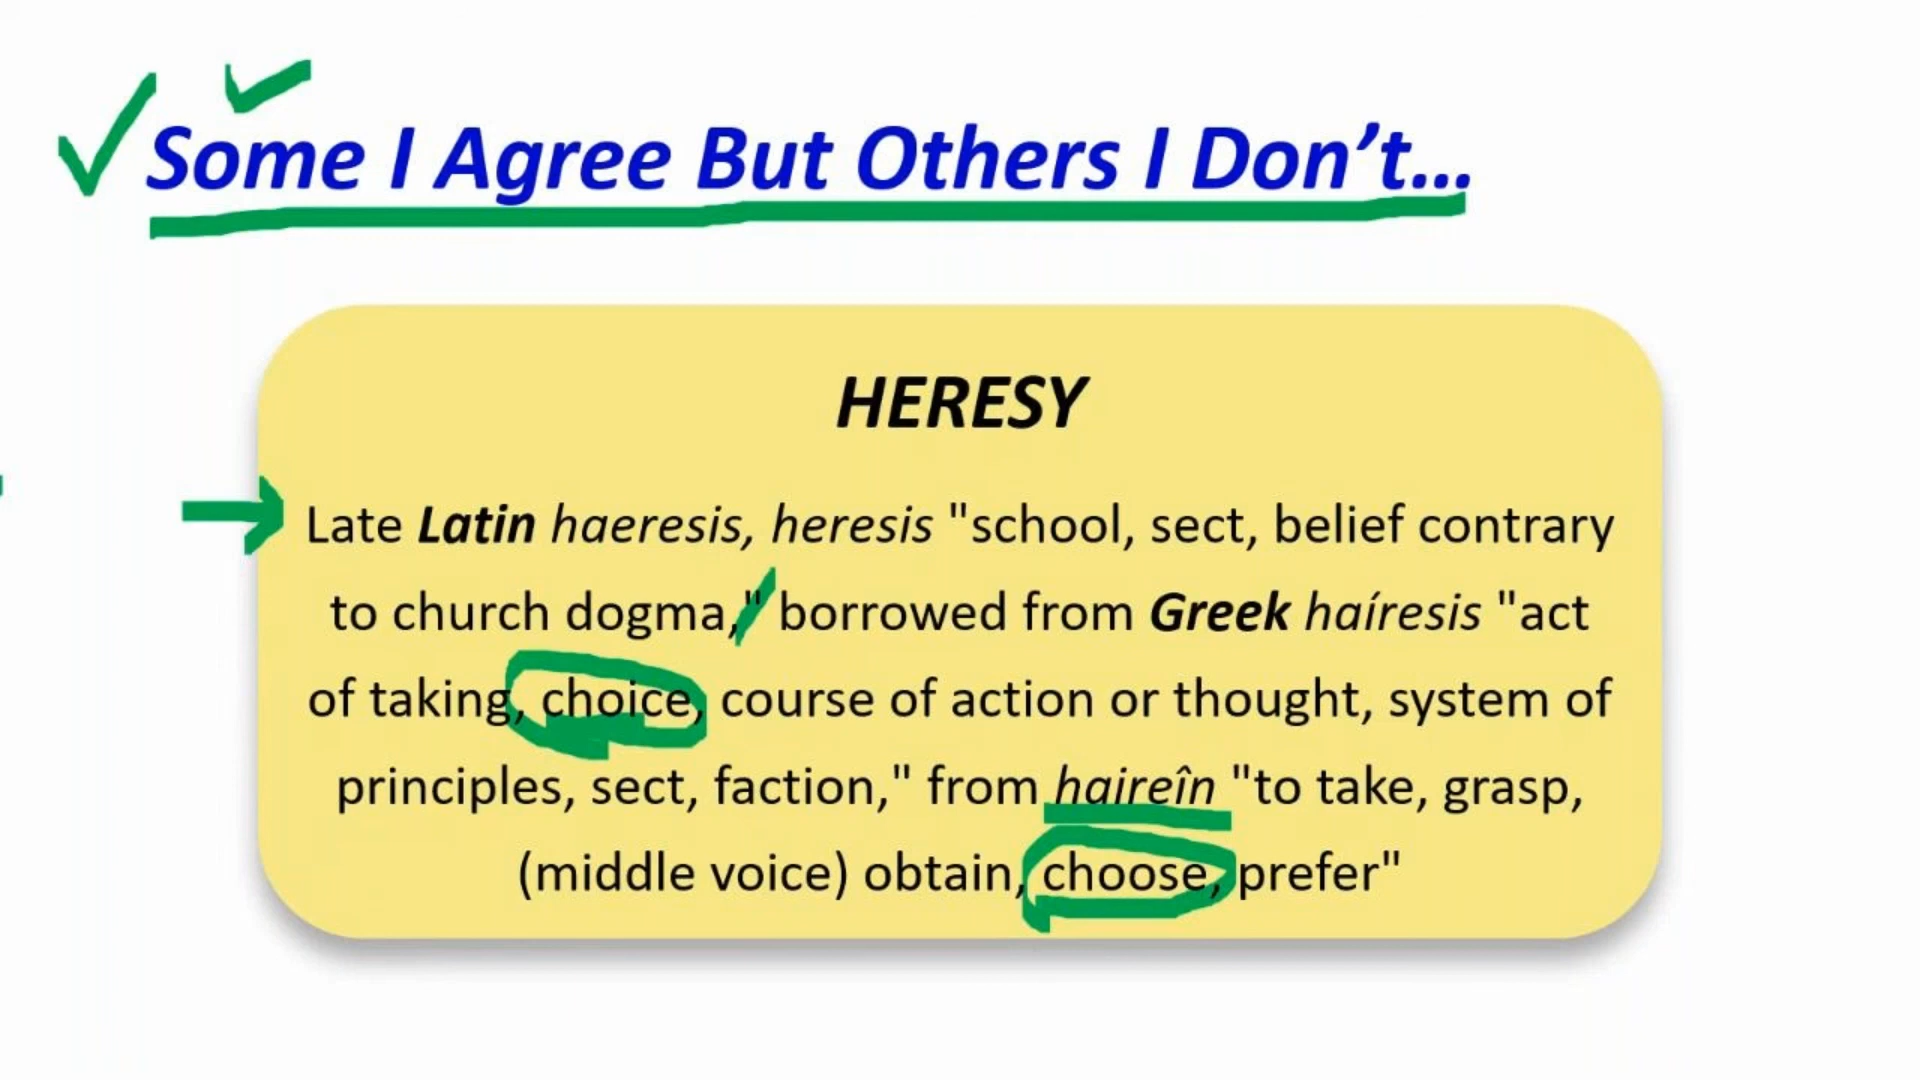 Some I Agree But Others I Don’t...
HERESY
Late Latin haeresis, heresis "school, sect, belief contrary
to church dogma," borrowed from Greek haíresis "act
of taking, choice, course of action or thought, system of
principles, sect, faction," from haireîn "to take, grasp,
(middle voice) obtain, choose, prefer"